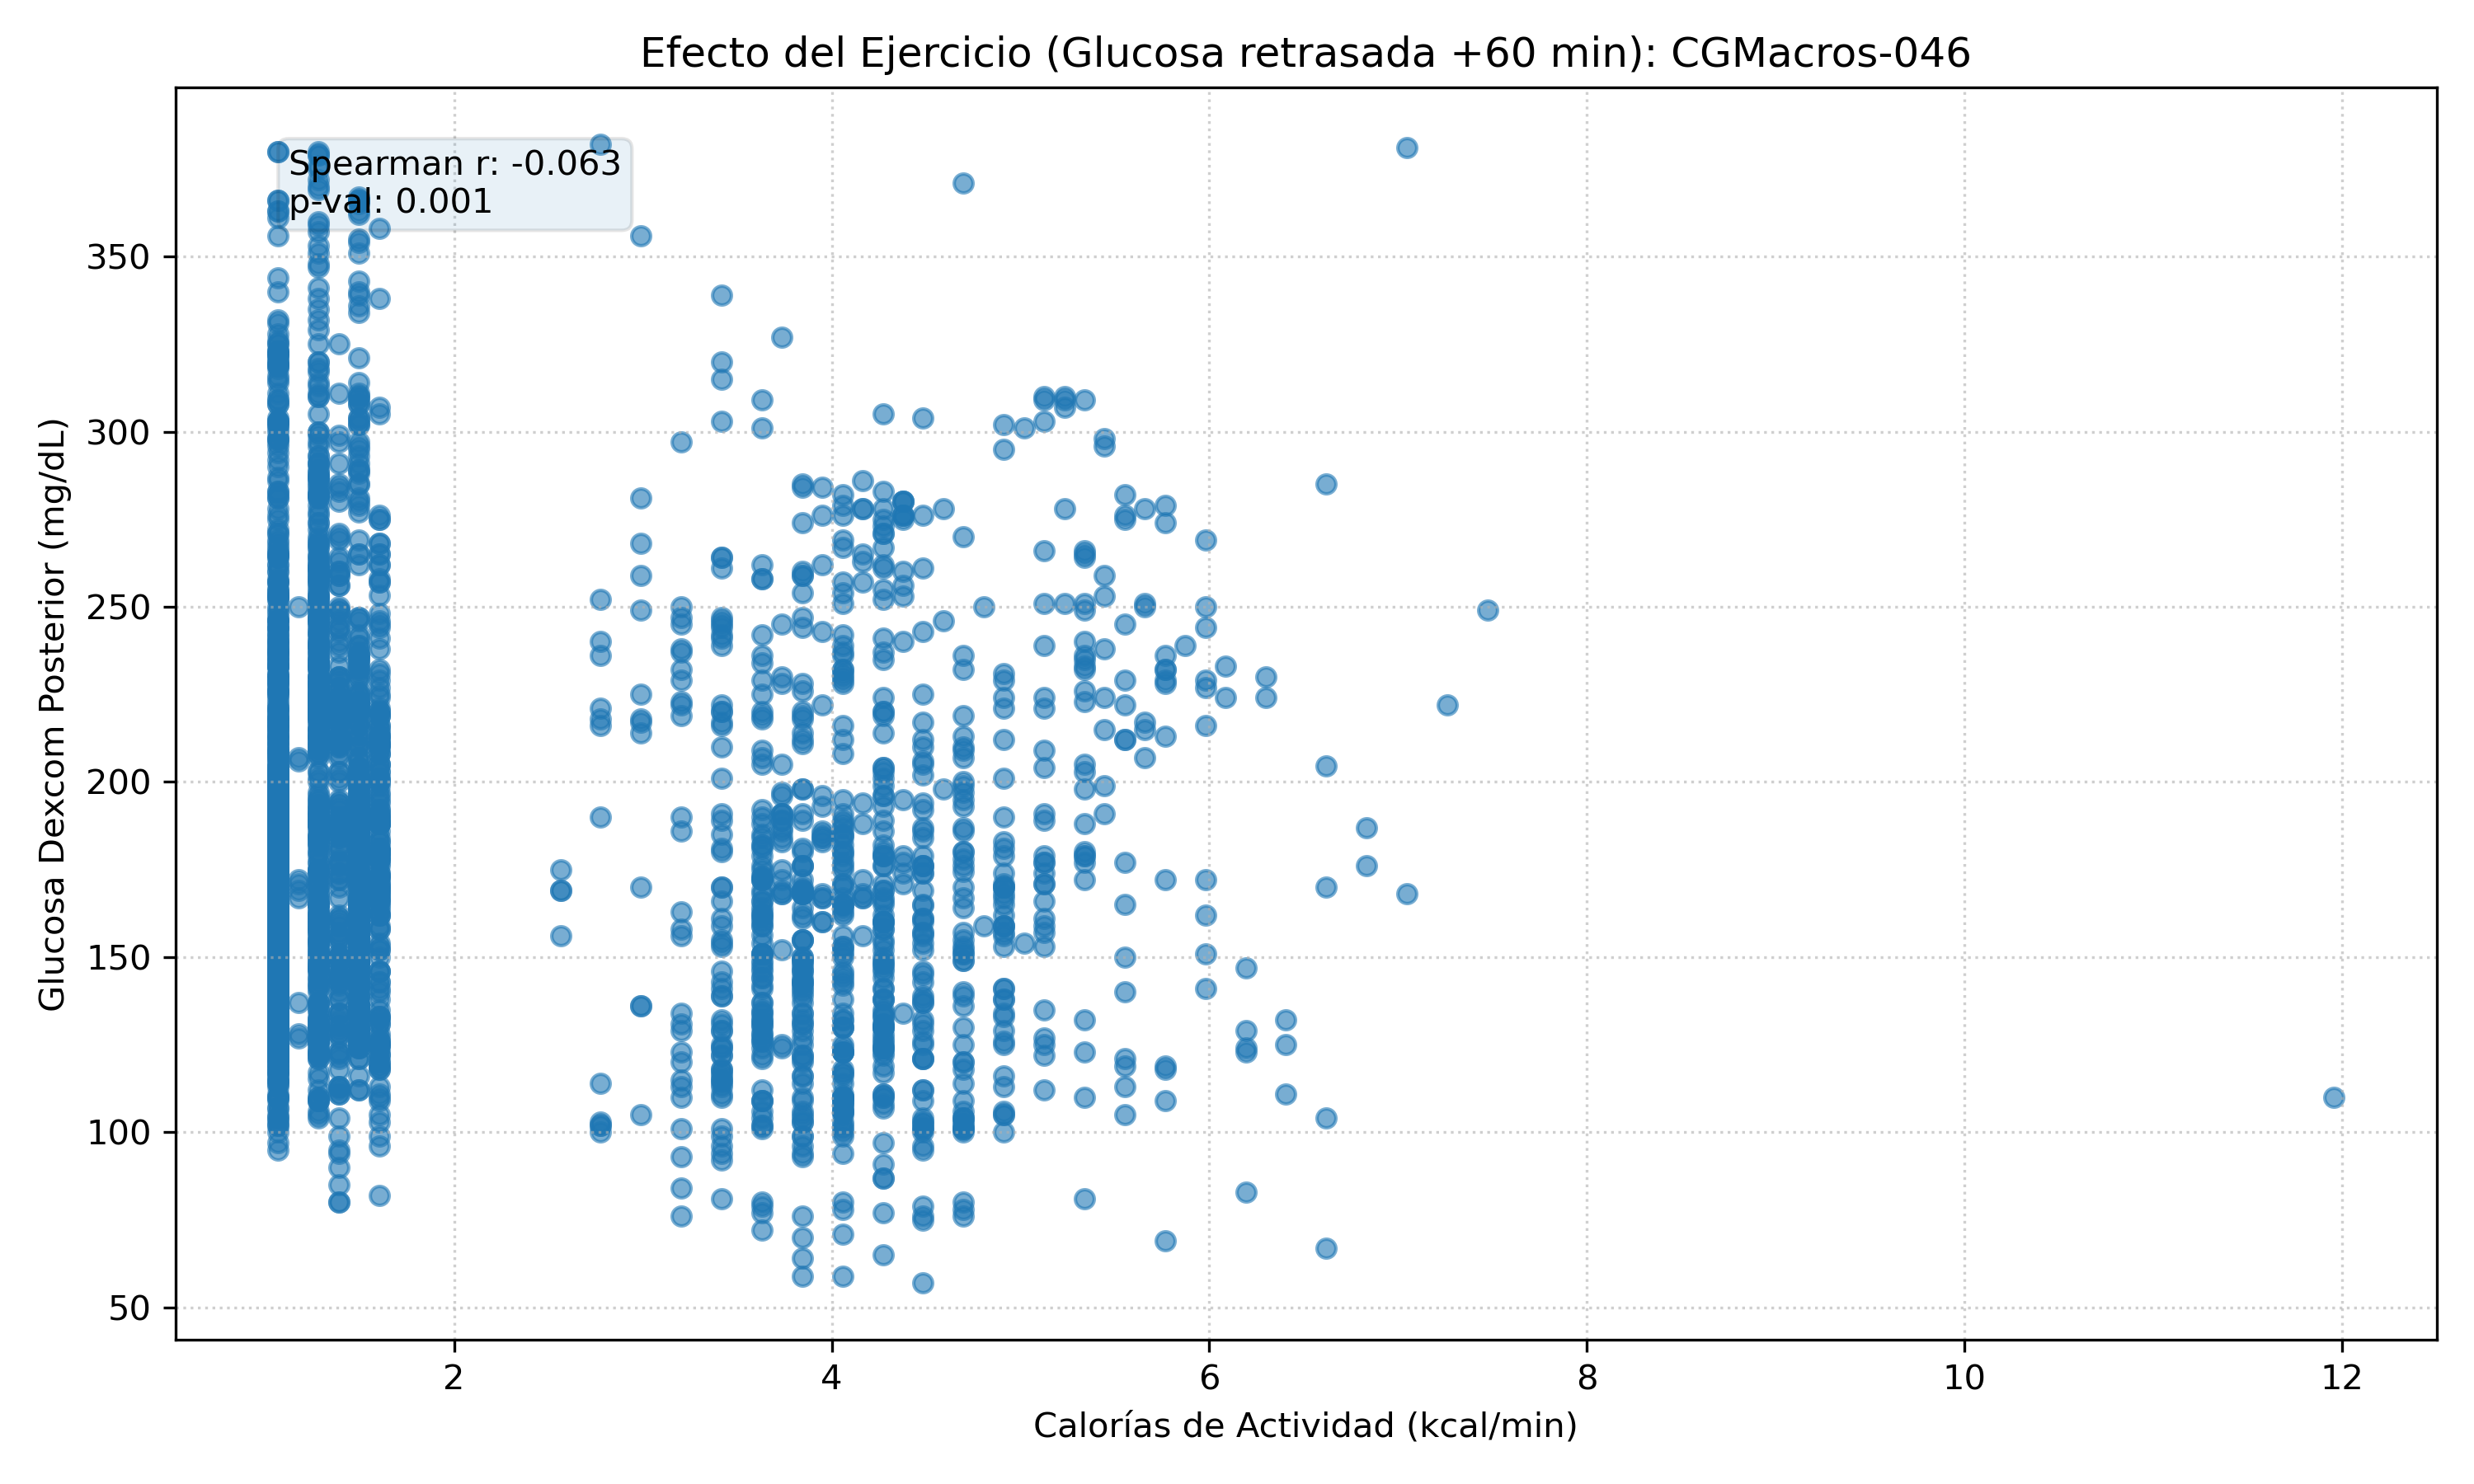 Efecto del Ejercicio (Glucosa retrasada +60 min): CGMacros-046
Spearman r: -0.063
p-val: 0.001
Glucosa Dexcom Posterior (mg/dL)
350
300
250
200
150
100
50
2 4 6 8 10 12
Calorías de Actividad (kcal/min)